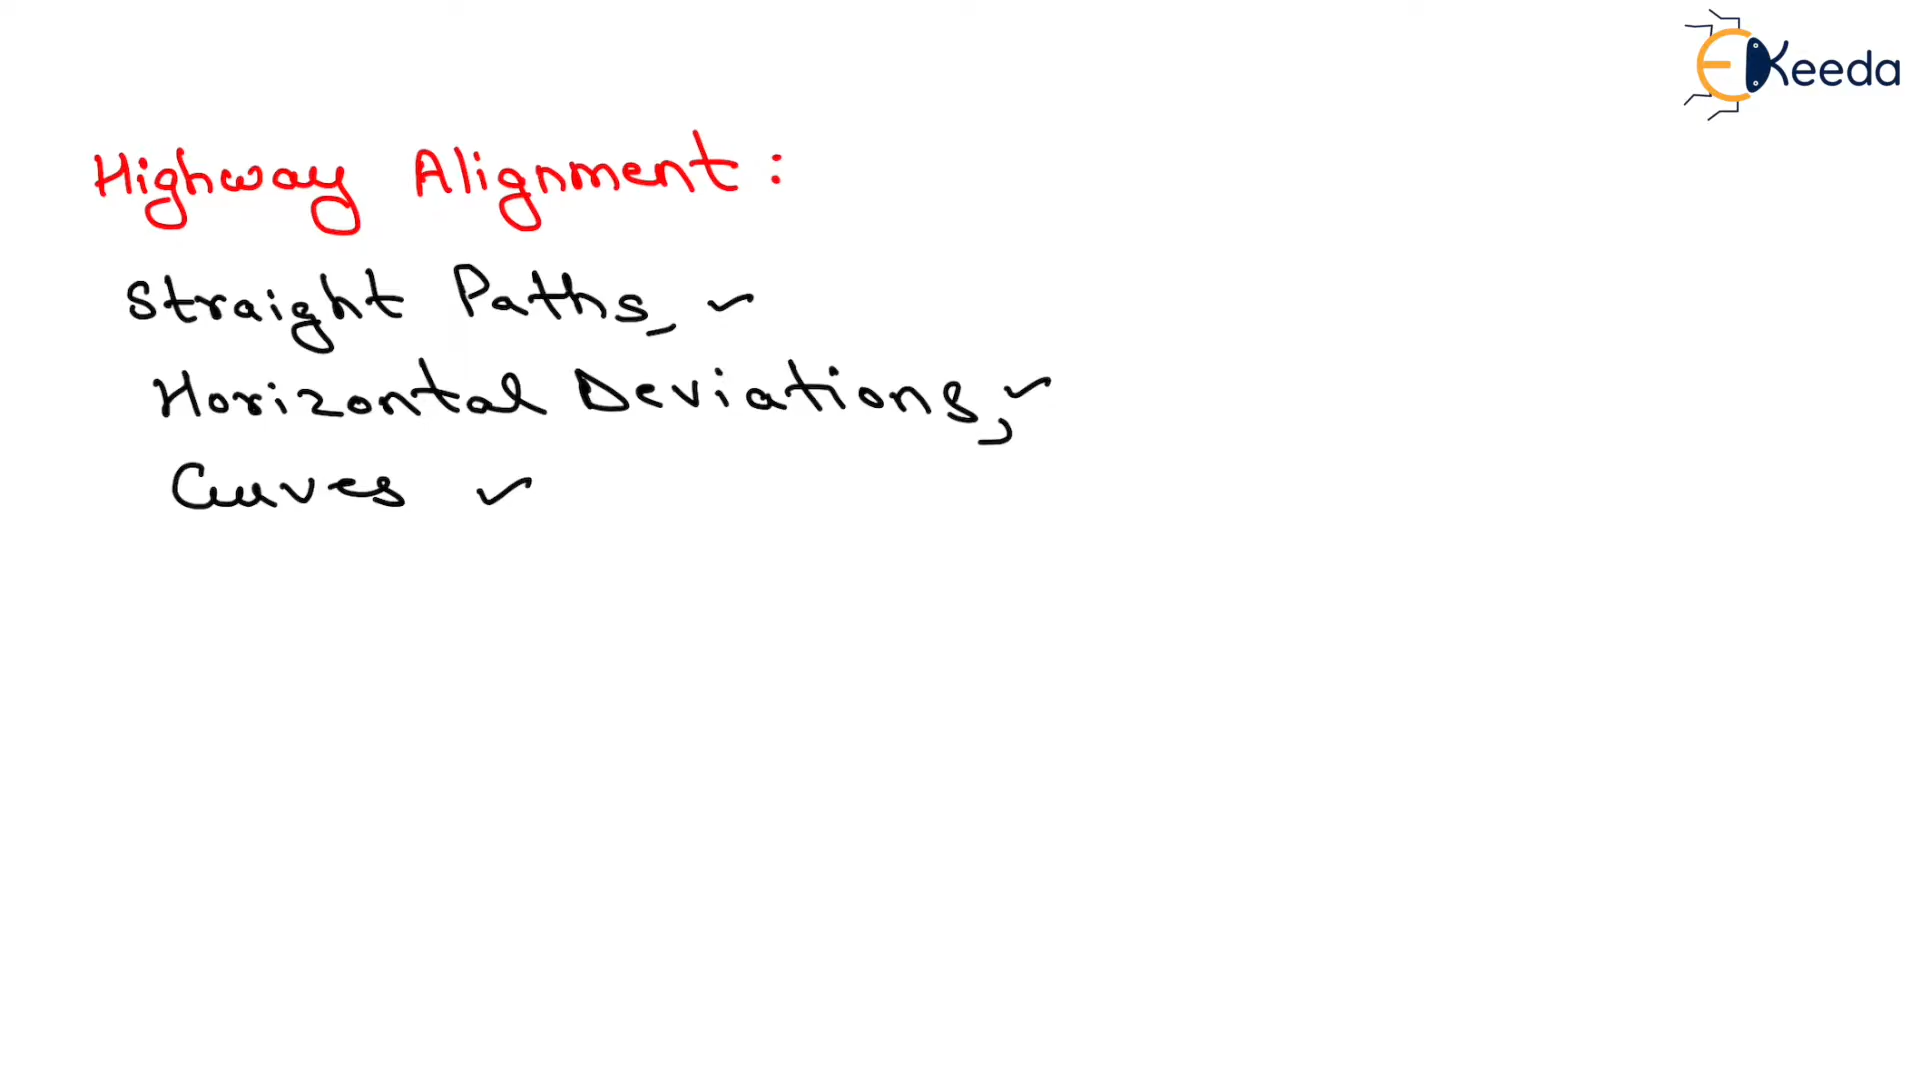 EKeeda
Highway Alignment:
Straight Paths,
Horizontal Deviations,
Curves